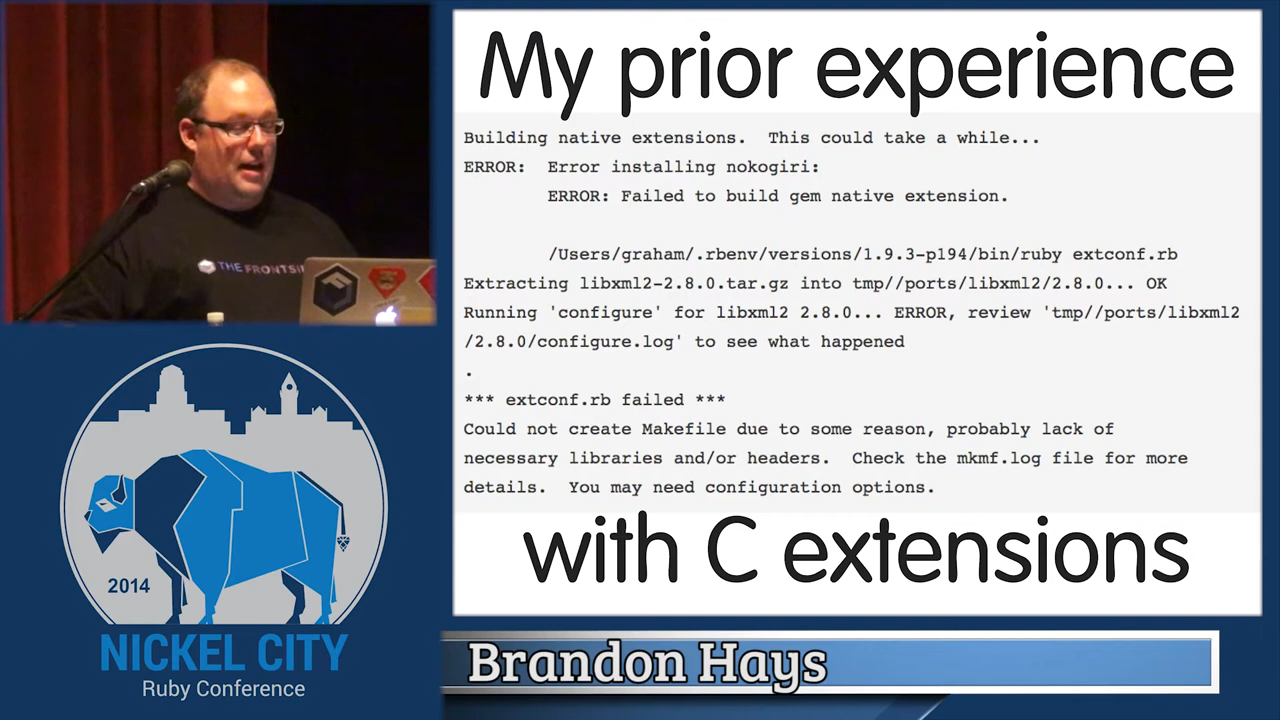 My prior experience
Building native extensions.  This could take a while...
ERROR:  Error installing nokogiri:
        ERROR: Failed to build gem native extension.
        /Users/graham/.rbenv/versions/1.9.3-p194/bin/ruby extconf.rb
Extracting libxml2-2.8.0.tar.gz into tmp//ports/libxml2/2.8.0... OK
Running 'configure' for libxml2 2.8.0... ERROR, review 'tmp//ports/libxml2
/2.8.0/configure.log' to see what happened
.
*** extconf.rb failed ***
Could not create Makefile due to some reason, probably lack of
necessary libraries and/or headers.  Check the mkmf.log file for more
details.  You may need configuration options.
with C extensions
THE FRONTSI
2014
NICKEL CITY
Ruby Conference
Brandon Hays